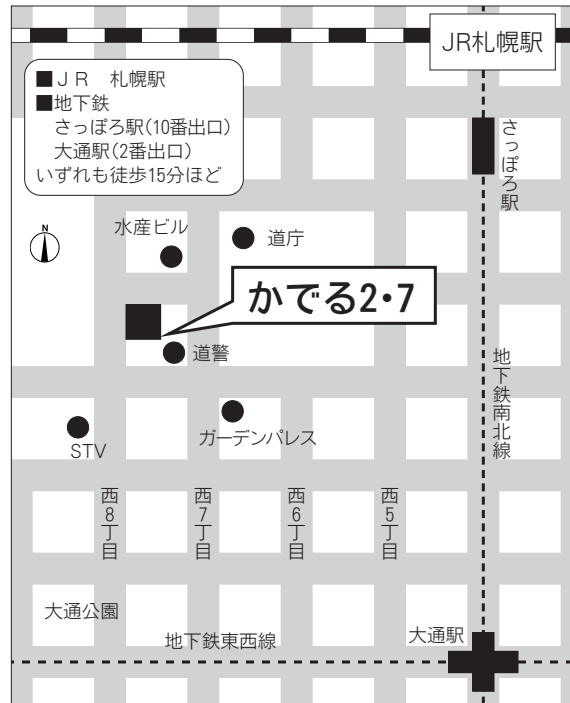 JR札幌駅
■ＪＲ　札幌駅
■地下鉄
さっぽろ駅(10番出口)
大通駅(2番出口)
いずれも徒歩15分ほど
さっぽろ駅
N
水産ビル
道庁
かでる2・7
道警
地下鉄南北線
ガーデンパレス
STV
西8丁目
西7丁目
西6丁目
西5丁目
大通公園
地下鉄東西線
大通駅